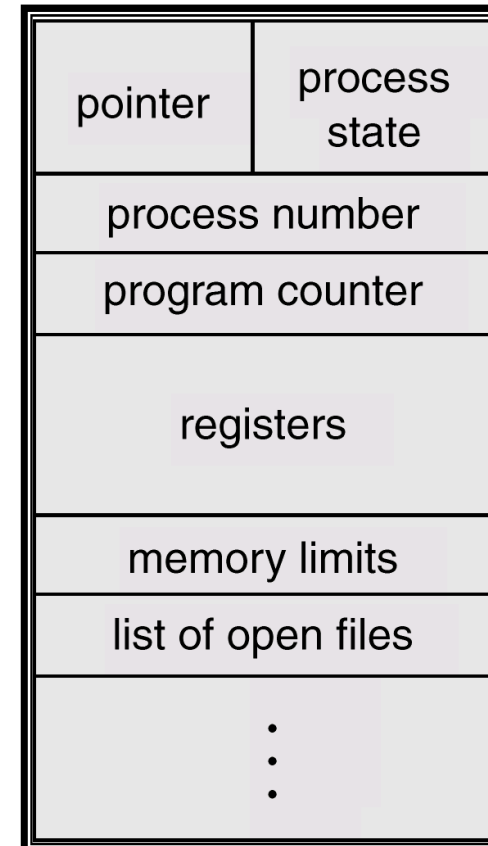 pointer
process
state
process number
program counter
registers
memory limits
list of open files
.
.
.